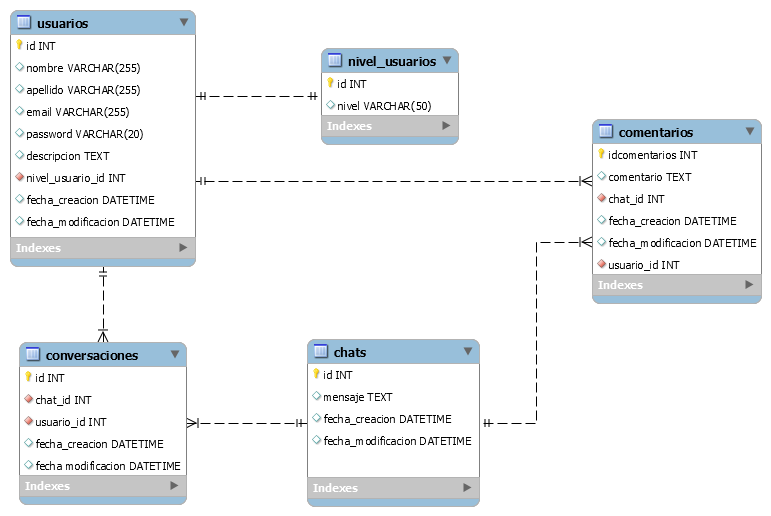 usuarios
id INT
nombre VARCHAR(255)
apellido VARCHAR(255)
email VARCHAR(255)
password VARCHAR(20)
descripcion TEXT
nivel_usuario_id INT
fecha_creacion DATETIME
fecha_modificacion DATETIME
Indexes
nivel_usuarios
id INT
nivel VARCHAR(50)
Indexes
comentarios
idcomentarios INT
comentario TEXT
chat_id INT
fecha_creacion DATETIME
fecha_modificacion DATETIME
usuario_id INT
Indexes
conversaciones
id INT
chat_id INT
usuario_id INT
fecha_creacion DATETIME
fecha modificacion DATETIME
Indexes
chats
id INT
mensaje TEXT
fecha_creacion DATETIME
fecha_modificacion DATETIME
Indexes